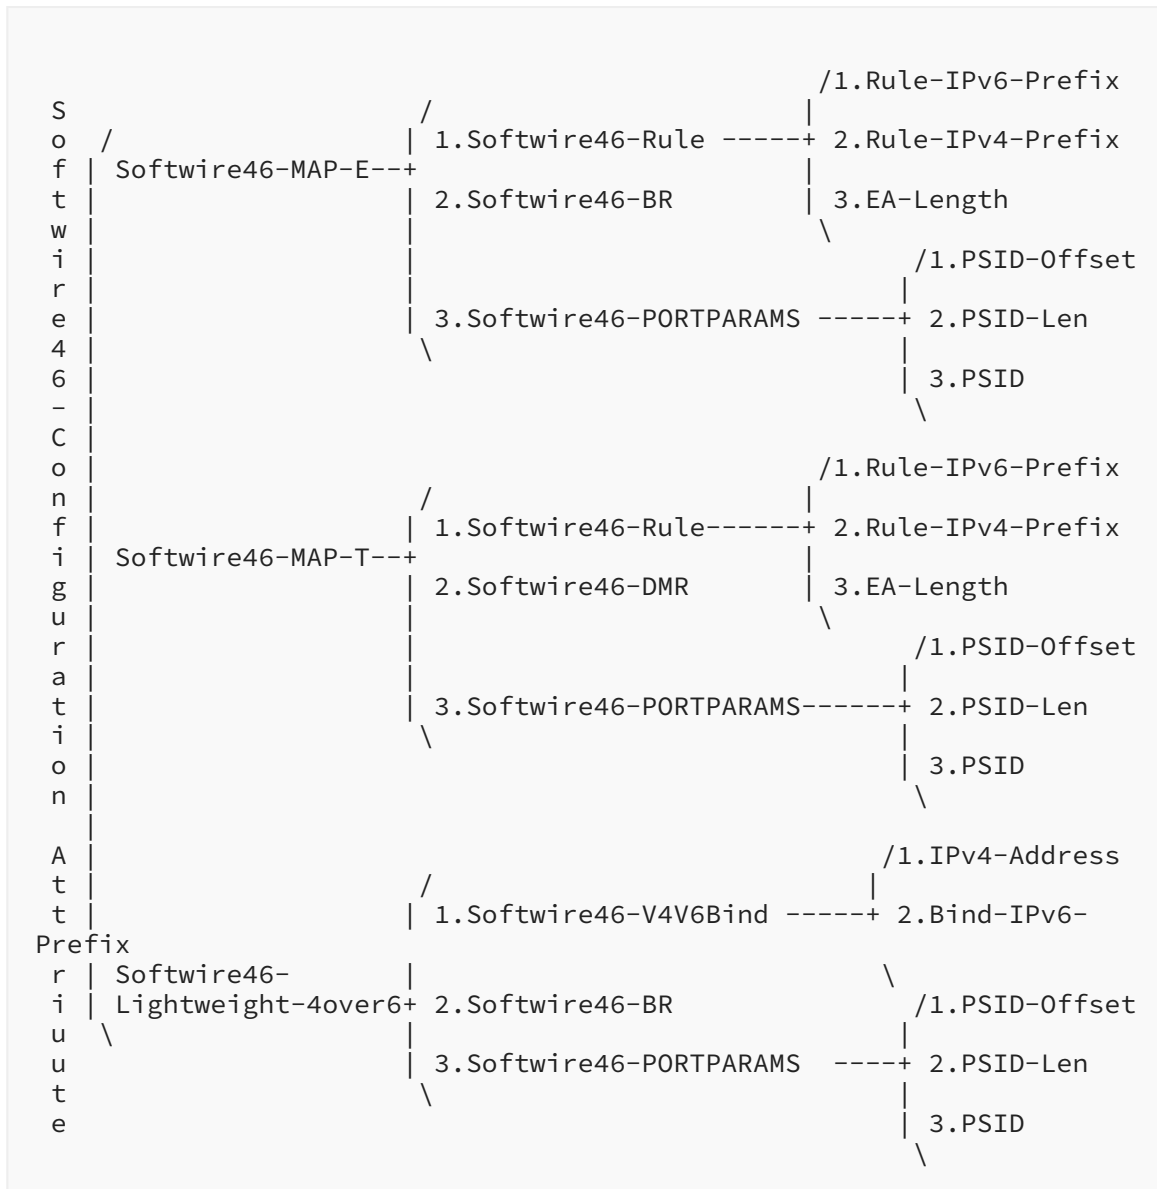 /1.Rule-IPv6-Prefix
 S                      /                       |
 o  /                  | 1.Softwire46-Rule -----+ 2.Rule-IPv4-Prefix
 f | Softwire46-MAP-E--+                        |
 t |                   | 2.Softwire46-BR        | 3.EA-Length
 w |                   |                         \
 i |                   |                               /1.PSID-Offset
 r |                   |                              |
 e |                   | 3.Softwire46-PORTPARAMS -----+ 2.PSID-Len
 4 |                    \                             |
 6 |                                                  | 3.PSID
 - |                                                   \
 C |
 o |                                             /1.Rule-IPv6-Prefix
 n |                    /                       |
 f |                   | 1.Softwire46-Rule------+ 2.Rule-IPv4-Prefix
 i | Softwire46-MAP-T--+                        |
 g |                   | 2.Softwire46-DMR       | 3.EA-Length
 u |                   |                         \
 r |                   |                               /1.PSID-Offset
 a |                   |                              |
 t |                   | 3.Softwire46-PORTPARAMS------+ 2.PSID-Len
 i |                    \                             |
 o |                                                  | 3.PSID
 n |                                                   \
   |
 A |                                                 /1.IPv4-Address
 t |                    /                           |
 t |                   | 1.Softwire46-V4V6Bind -----+ 2.Bind-IPv6-
Prefix
 r | Softwire46-       |                             \
 i | Lightweight-4over6+ 2.Softwire46-BR               /1.PSID-Offset
 u  \                  |                              |
 u                     | 3.Softwire46-PORTPARAMS  ----+ 2.PSID-Len
 t                      \                             |
 e                                                    | 3.PSID
                                                       \